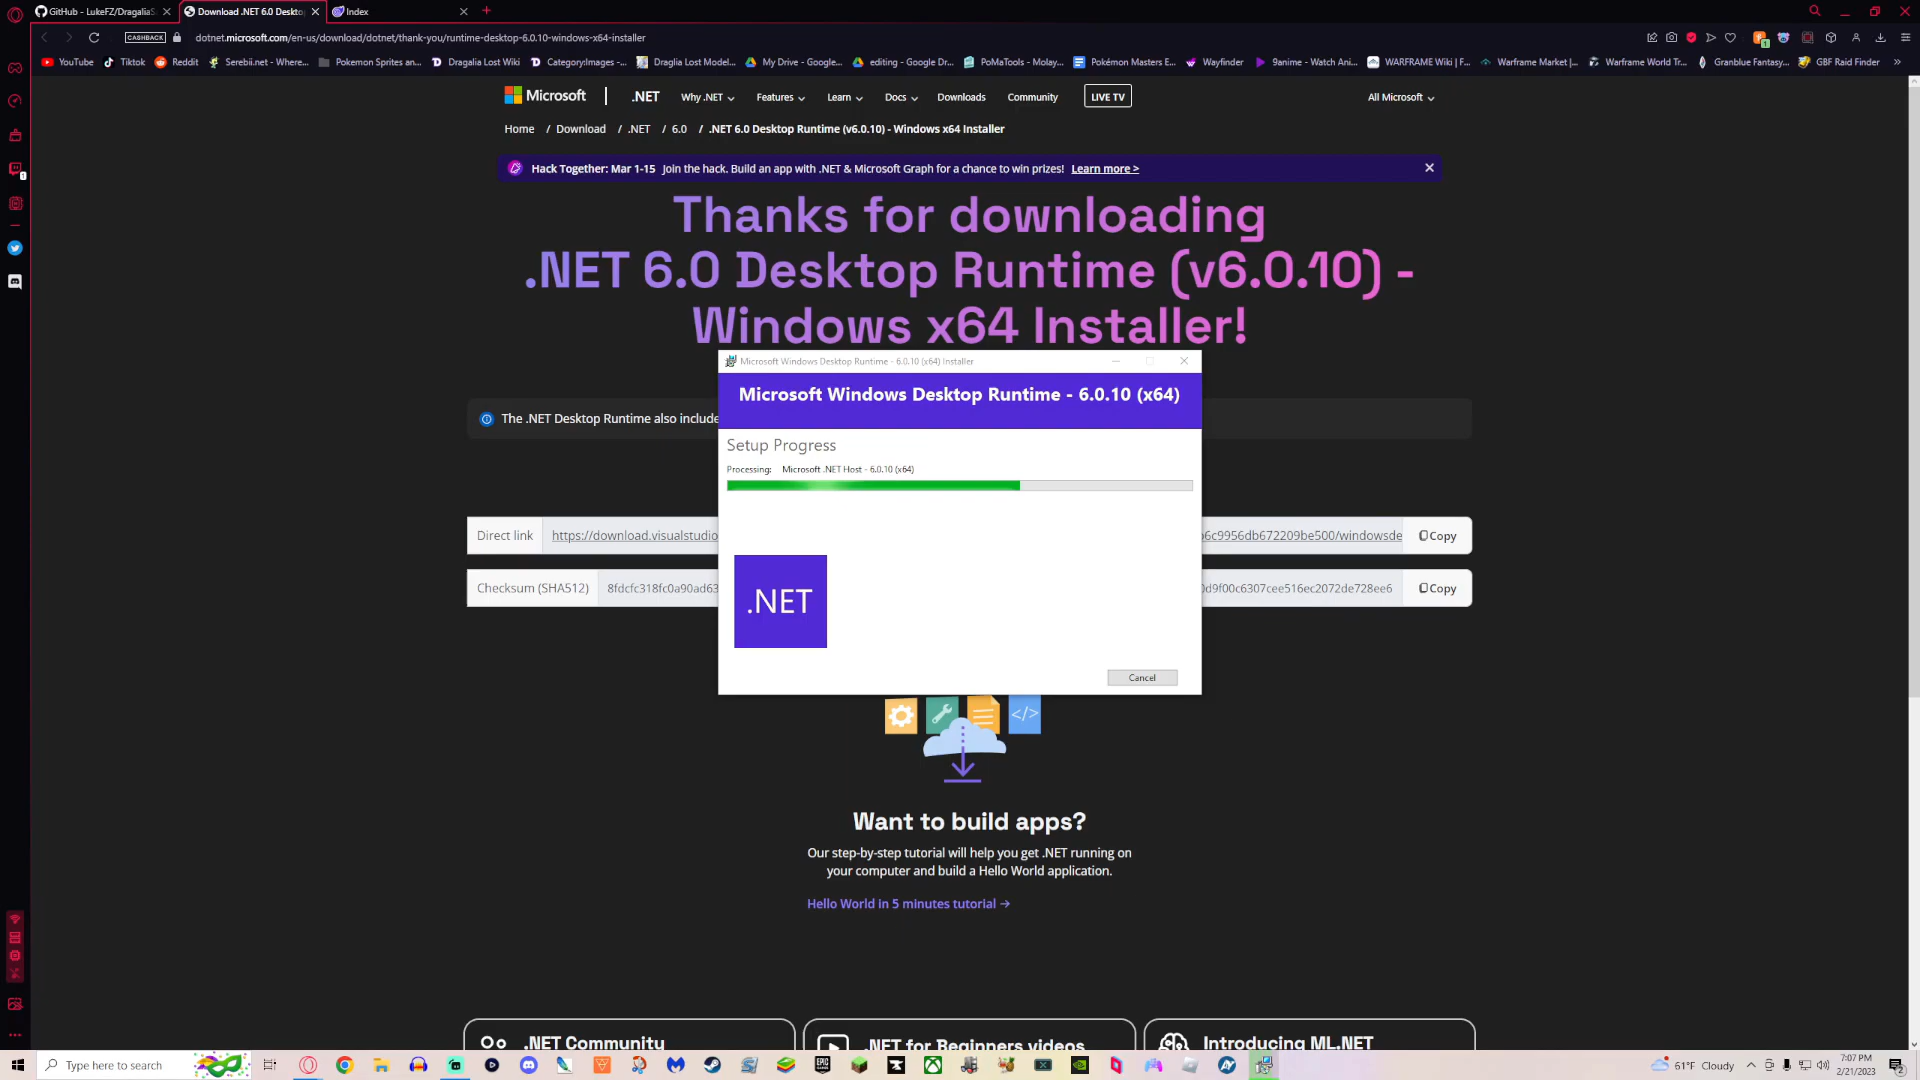 GitHub - LukeFZ/DragaliaS
Download .NET 6.0 Deskto
Index
CASHBACK
dotnet.microsoft.com/en-us/download/dotnet/thank-you/runtime-desktop-6.0.10-windows-x64-installer
YouTube
Tiktok
Reddit
Serebii.net - Where...
Pokemon Sprites an...
Dragalia Lost Wiki
Category:Images -...
Draglia Lost Model...
My Drive - Google...
editing - Google Dr...
PoMaTools - Molay...
Pokémon Masters E...
Wayfinder
9anime - Watch Ani...
WARFRAME Wiki | F...
Warframe Market |...
Warframe World Tr...
Granblue Fantasy...
GBF Raid Finder
»
Microsoft
.NET
Why .NET
Features
Learn
Docs
Downloads
Community
LIVE TV
All Microsoft
Home / Download / .NET / 6.0 / .NET 6.0 Desktop Runtime (v6.0.10) - Windows x64 Installer
Hack Together: Mar 1-15 Join the hack. Build an app with .NET & Microsoft Graph for a chance to win prizes! Learn more >
Thanks for downloading
.NET 6.0 Desktop Runtime (v6.0.10) -
Windows x64 Installer!
Microsoft Windows Desktop Runtime - 6.0.10 (x64) Installer
Microsoft Windows Desktop Runtime - 6.0.10 (x64)
The .NET Desktop Runtime also include
Setup Progress
Processing: Microsoft .NET Host - 6.0.10 (x64)
Direct link
https://download.visualstudio
6c9956db672209be500/windowsde
Copy
Checksum (SHA512)
8fdcfc318fc0a90ad63
d9f00c6307cee516ec2072de728ee6
Copy
.NET
Cancel
</>
Want to build apps?
Our step-by-step tutorial will help you get .NET running on
your computer and build a Hello World application.
Hello World in 5 minutes tutorial →
.NET Community
.NET for Beginners videos
Introducing ML.NET
Type here to search
61°F Cloudy
7:07 PM
2/21/2023